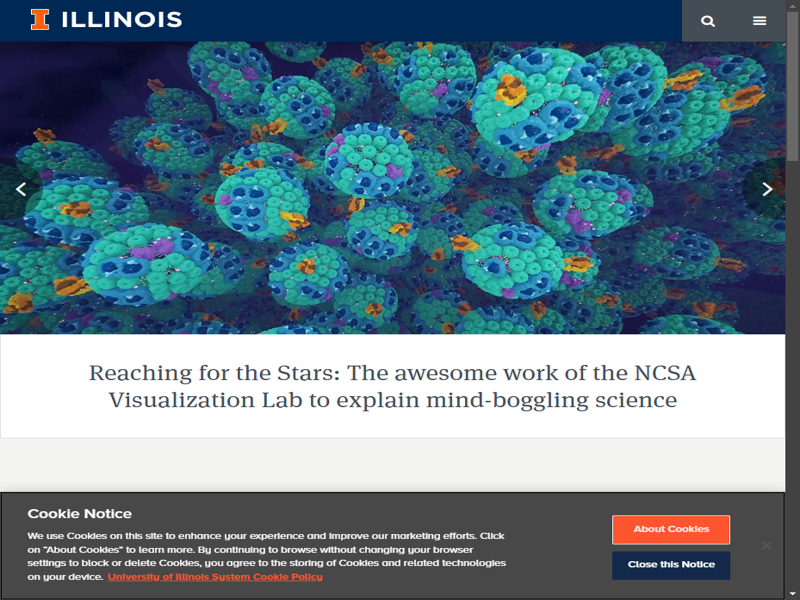 ILLINOIS
Reaching for the Stars: The awesome work of the NCSA
Visualization Lab to explain mind-boggling science
Cookie Notice
We use Cookies on this site to enhance your experience and improve our marketing efforts. Click
on "About Cookies" to learn more. By continuing to browse without changing your browser
settings to block or delete Cookies, you agree to the storing of Cookies and related technologies
on your device. University of Illinois System Cookie Policy
About Cookies
Close this Notice